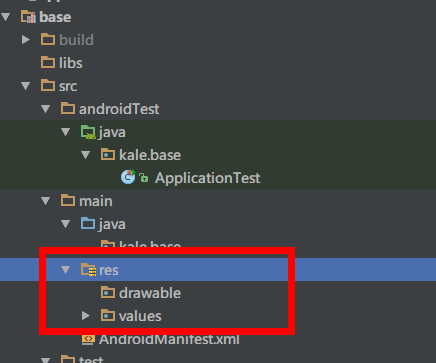 base
build
libs
src
androidTest
java
kale.base
ApplicationTest
main
java
kale.base
res
drawable
values
AndroidManifest.xml
test